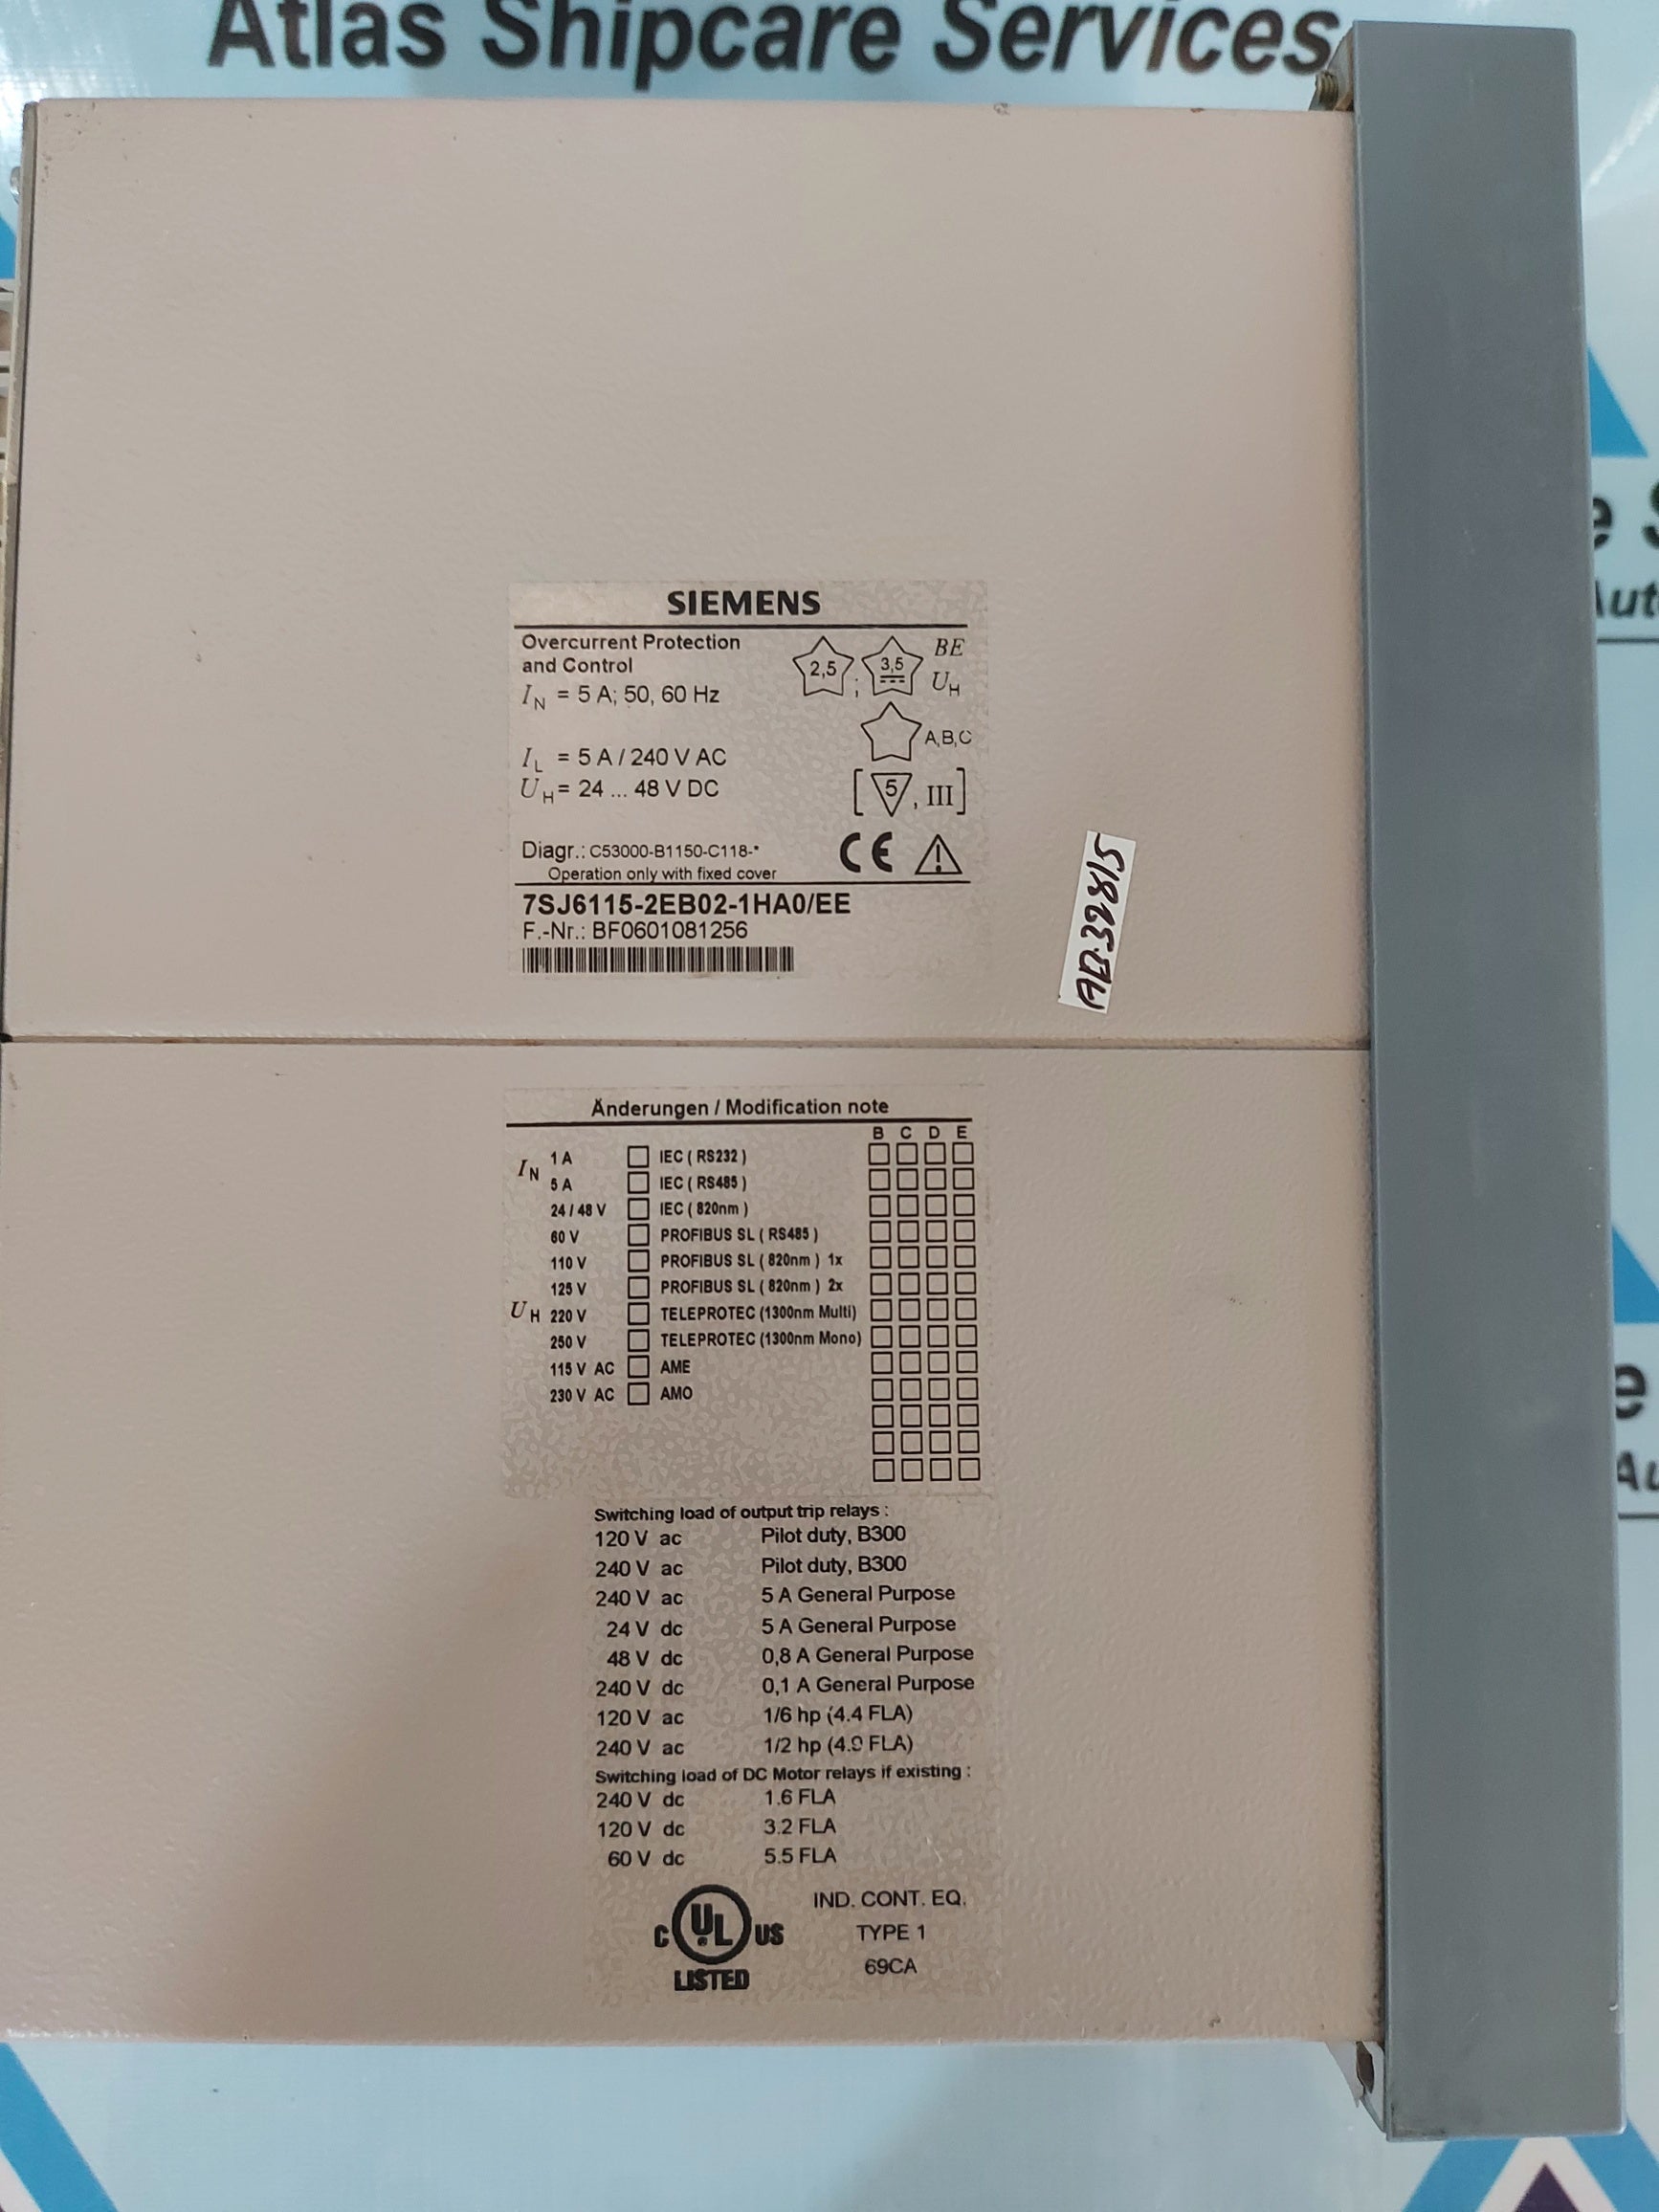 Atlas Shipcare Services
SIEMENS
Overcurrent Protection
and Control
IN = 5 A; 50, 60 Hz
IL = 5 A / 240 V AC
UH = 24 ... 48 V DC
2,5 ; 3,5 BE
UH
A,B,C
[ 5 , III ]
Diagr.: C53000-B1150-C118-*
CE
Operation only with fixed cover
7SJ6115-2EB02-1HA0/EE
F.-Nr.: BF0601081256
AD32815
Änderungen / Modification note
B C D E
IN 1 A IEC ( RS232 )
5 A IEC ( RS485 )
24 / 48 V IEC ( 820nm )
60 V PROFIBUS SL ( RS485 )
110 V PROFIBUS SL ( 820nm ) 1x
125 V PROFIBUS SL ( 820nm ) 2x
UH 220 V TELEPROTEC (1300nm Multi)
250 V TELEPROTEC (1300nm Mono)
115 V AC AME
230 V AC AMO
Switching load of output trip relays :
120 V ac Pilot duty, B300
240 V ac Pilot duty, B300
240 V ac 5 A General Purpose
24 V dc 5 A General Purpose
48 V dc 0,8 A General Purpose
240 V dc 0,1 A General Purpose
120 V ac 1/6 hp (4.4 FLA)
240 V ac 1/2 hp (4.9 FLA)
Switching load of DC Motor relays if existing :
240 V dc 1.6 FLA
120 V dc 3.2 FLA
60 V dc 5.5 FLA
C UL US
LISTED
IND. CONT. EQ.
TYPE 1
69CA